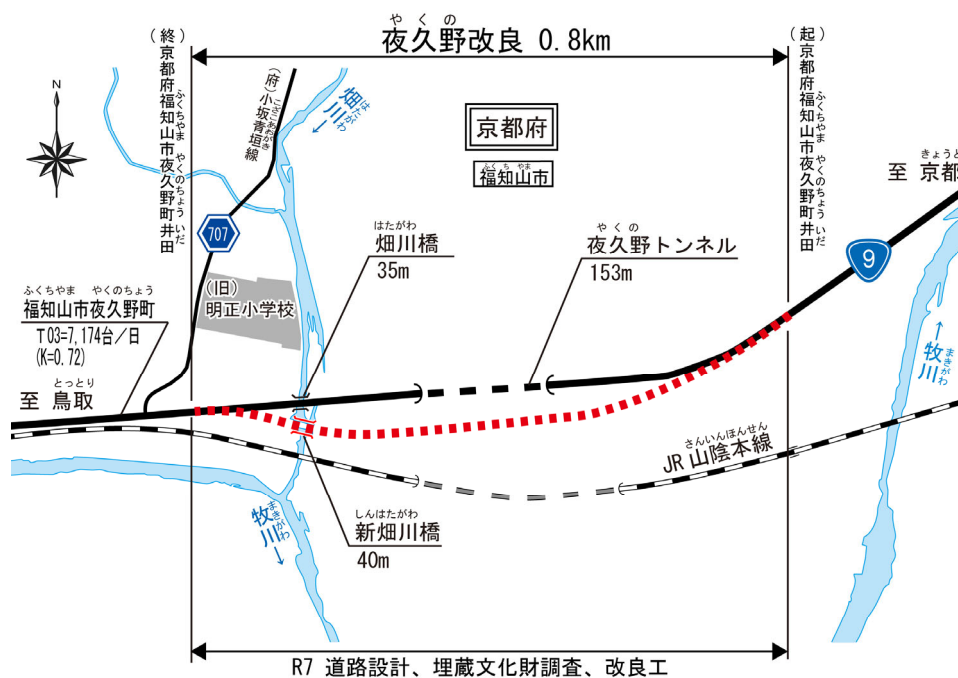 やくの
夜久野改良 0.8km
(終)京都府福知山市夜久野町井田
ふくちやま やくのちょう いだ
(起)京都府福知山市夜久野町井田
ふくちやま やくのちょう いだ
N
(府)小坂青垣線
こざこあおがき
畑川
はたがわ
→
京都府
ふくちやま
福知山市
きょうと
至 京都
707
9
はたがわ
畑川橋
35m
やくの
夜久野トンネル
153m
(旧)
明正小学校
ふくちやま やくのちょう
福知山市夜久野町
T03=7,174台/日
(K=0.72)
とっとり
至 鳥取
牧川
まきがわ
→
さんいんほんせん
JR山陰本線
牧川
まきがわ
→
しんはたがわ
新畑川橋
40m
R7 道路設計、埋蔵文化財調査、改良工